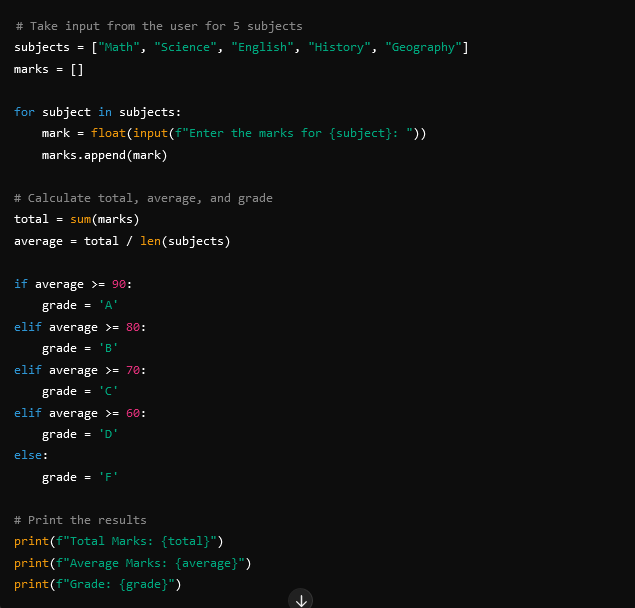 # Take input from the user for 5 subjects
subjects = ["Math", "Science", "English", "History", "Geography"]
marks = []
for subject in subjects:
    mark = float(input(f"Enter the marks for {subject}: "))
    marks.append(mark)
# Calculate total, average, and grade
total = sum(marks)
average = total / len(subjects)
if average >= 90:
    grade = 'A'
elif average >= 80:
    grade = 'B'
elif average >= 70:
    grade = 'C'
elif average >= 60:
    grade = 'D'
else:
    grade = 'F'
# Print the results
print(f"Total Marks: {total}")
print(f"Average Marks: {average}")
print(f"Grade: {grade}")